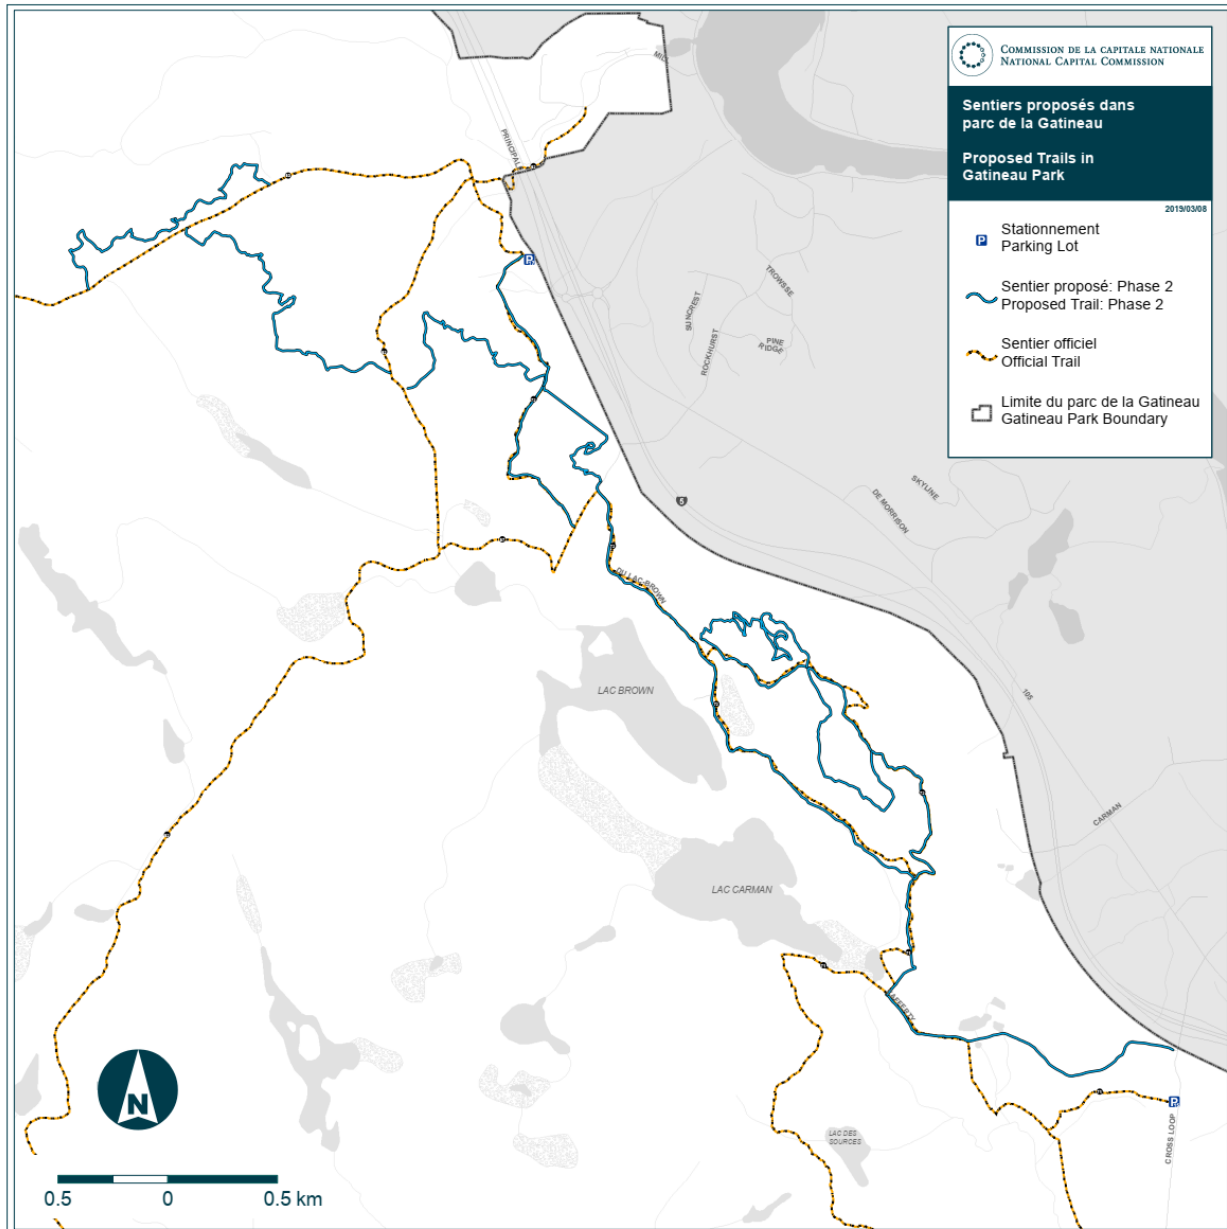 COMMISSION DE LA CAPITALE NATIONALE
NATIONAL CAPITAL COMMISSION
Sentiers proposés dans
parc de la Gatineau
Proposed Trails in
Gatineau Park
2019/03/08
P
Stationnement
Parking Lot
Sentier proposé: Phase 2
Proposed Trail: Phase 2
Sentier officiel
Official Trail
Limite du parc de la Gatineau
Gatineau Park Boundary
PRINCIPALE
P
TROWSSE
SUNCREST
ROCKHURST
PINE
RIDGE
SKYLINE
DE MORRISON
5
DU LAC-BROWN
LAC BROWN
105
CARMAN
LAC CARMAN
LAFFERTY
P
CROSS LOOP
LAC DES
SOURCES
N
0.5
0
0.5 km